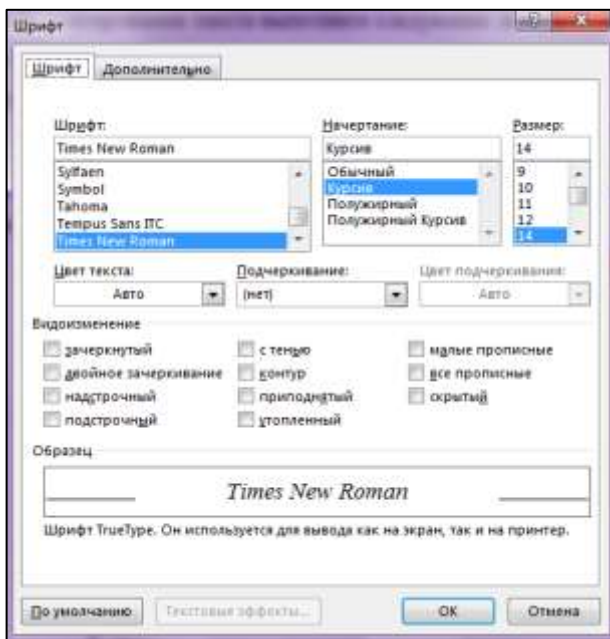 Шрифт
Шрифт Дополнительно
Шрифт: Начертание: Размер:
Times New Roman Курсив 14
Sylfaen Обычный 9
Symbol Курсив 10
Tahoma Полужирный 11
Tempus Sans ITC Полужирный Курсив 12
Times New Roman 14
Цвет текста: Подчеркивание: Цвет подчеркивания:
Авто (нет) Авто
Видоизменение
зачеркнутый с тенью малые прописные
двойное зачеркивание контур все прописные
надстрочный приподнятый скрытый
подстрочный утопленный
Образец
Times New Roman
Шрифт TrueType. Он используется для вывода как на экран, так и на принтер.
По умолчанию Текстовые эффекты... ОК Отмена